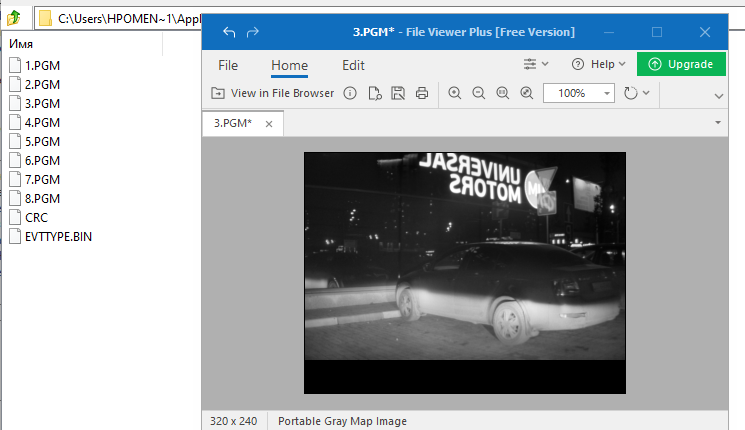 C:\Users\HPOMEN~1\Appl
Имя
1.PGM
2.PGM
3.PGM
4.PGM
5.PGM
6.PGM
7.PGM
8.PGM
CRC
EVTTYPE.BIN
3.PGM* - File Viewer Plus [Free Version]
File
Home
Edit
Help
Upgrade
View in File Browser
100%
3.PGM*
UNIVERSAL
MOTORS
UM
320 x 240
Portable Gray Map Image